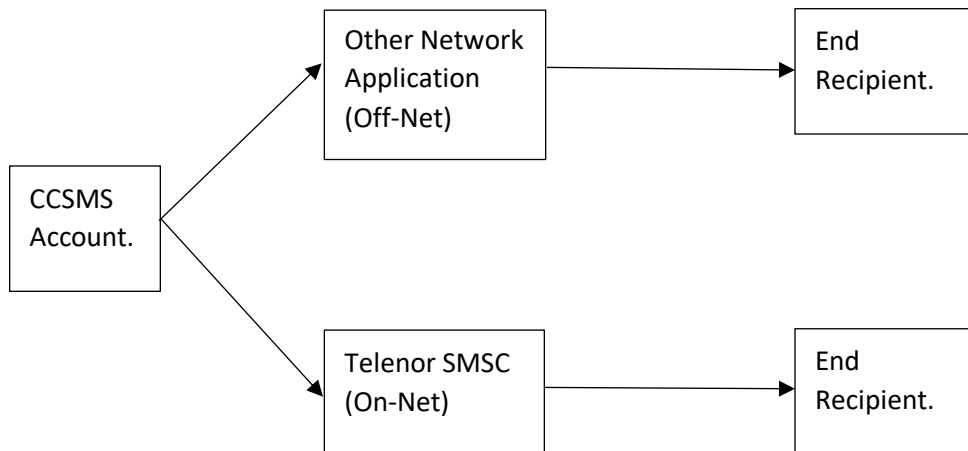 Other Network
Application
(Off-Net)
End
Recipient.
CCSMS
Account.
Telenor SMSC
(On-Net)
End
Recipient.